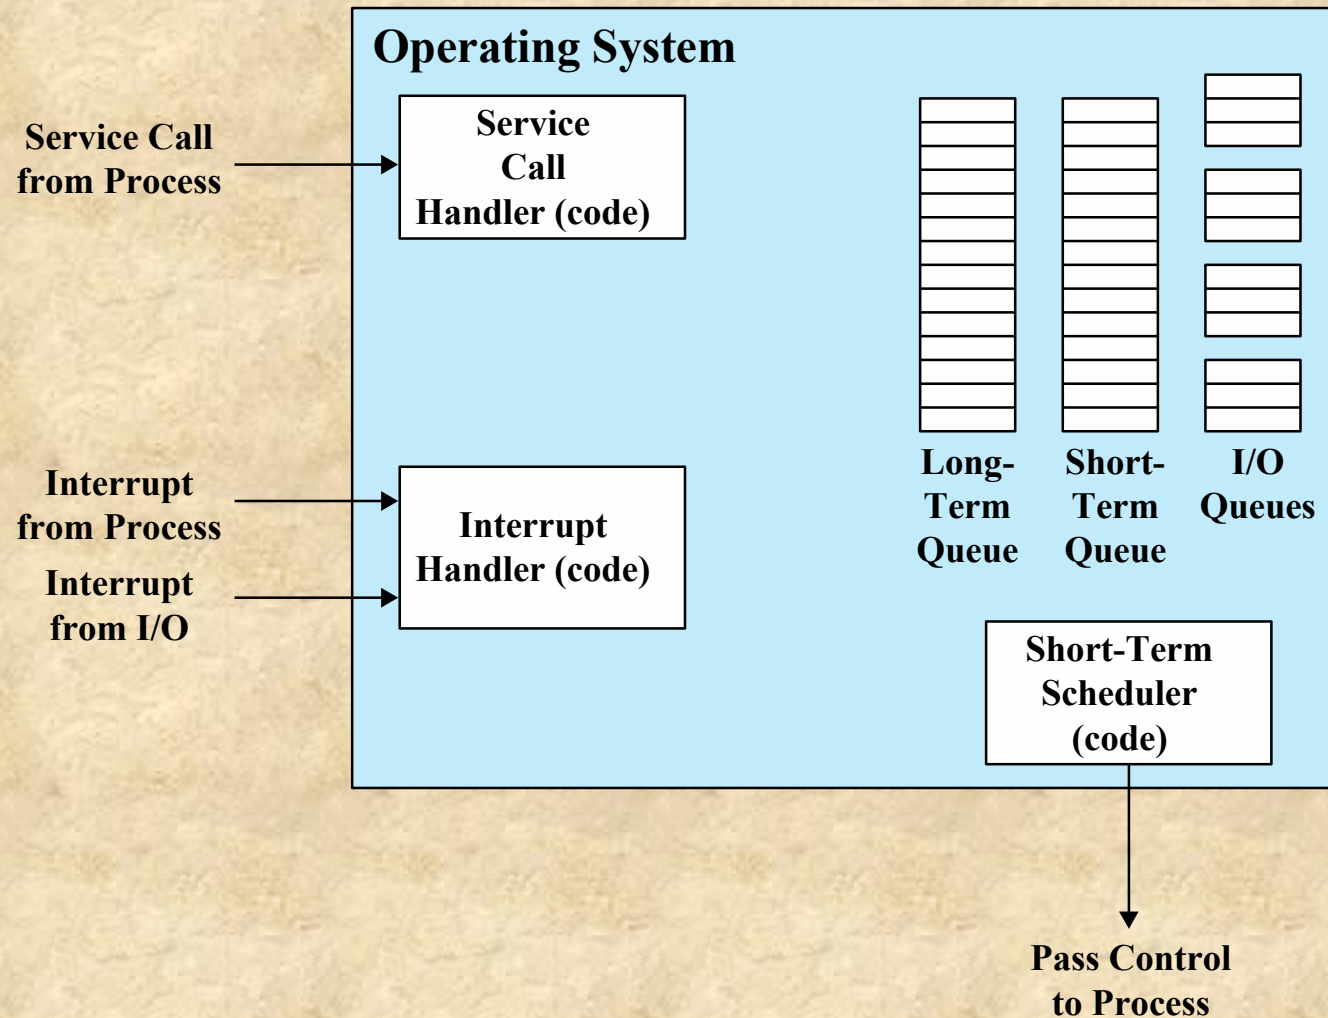 Operating System
Service Call
from Process
Service
Call
Handler (code)
Interrupt
from Process
Interrupt
from I/O
Interrupt
Handler (code)
Long-
Term
Queue
Short-
Term
Queue
I/O
Queues
Short-Term
Scheduler
(code)
Pass Control
to Process